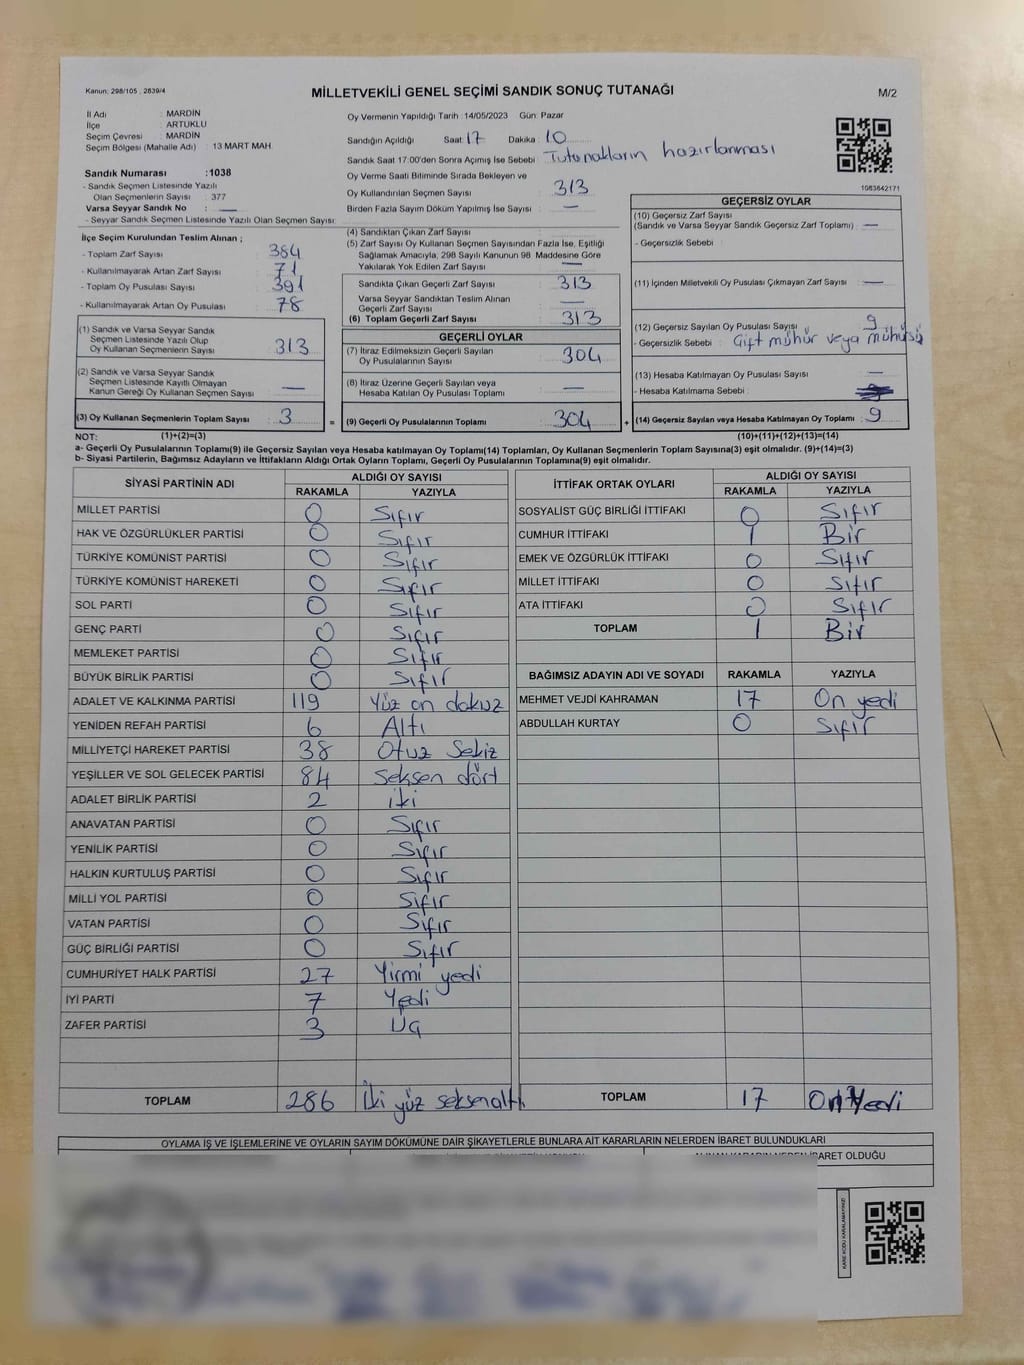 Kanun: 298/105 , 2839/4
MİLLETVEKİLİ GENEL SEÇİMİ SANDIK SONUÇ TUTANAĞI
M/2
İl Adı : MARDİN
İlçe : ARTUKLU
Seçim Çevresi : MARDİN
Seçim Bölgesi (Mahalle Adı) : 13 MART MAH.
Sandık Numarası :1038
- Sandık Seçmen Listesinde Yazılı
Olan Seçmenlerin Sayısı : 377
Varsa Seyyar Sandık No : —
- Seyyar Sandık Seçmen Listesinde Yazılı Olan Seçmen Sayısı:
Oy Vermenin Yapıldığı Tarih :14/05/2023 Gün: Pazar
Sandığın Açıldığı Saat: 17 Dakika : 10
Sandık Saat 17.00'den Sonra Açımış İse Sebebi : Tutanakların hazırlanması
Oy Verme Saati Bitiminde Sırada Bekleyen ve
Oy Kullandırılan Seçmen Sayısı : 313
Birden Fazla Sayım Döküm Yapılmış İse Sayısı : —
1083642171
İlçe Seçim Kurulundan Teslim Alınan ;
- Toplam Zarf Sayısı : 384
- Kullanılmayarak Artan Zarf Sayısı : 71
- Toplam Oy Pusulası Sayısı : 391
- Kullanılmayarak Artan Oy Pusulası : 78
(1) Sandık ve Varsa Seyyar Sandık
Seçmen Listesinde Yazılı Olup
Oy Kullanan Seçmenlerin Sayısı : 313
(2) Sandık ve Varsa Seyyar Sandık
Seçmen Listesinde Kayıtlı Olmayan
Kanun Gereği Oy Kullanan Seçmen Sayısı : —
(3) Oy Kullanan Seçmenlerin Toplam Sayısı : 3
(4) Sandıktan Çıkan Zarf Sayısı :
(5) Zarf Sayısı Oy Kullanan Seçmen Sayısından Fazla İse, Eşitliği
Sağlamak Amacıyla, 298 Sayılı Kanunun 98. Maddesine Göre
Yakılarak Yok Edilen Zarf Sayısı : —
Sandıkta Çıkan Geçerli Zarf Sayısı : 313
Varsa Seyyar Sandıktan Teslim Alınan
Geçerli Zarf Sayısı : —
(6) Toplam Geçerli Zarf Sayısı : 313
GEÇERLİ OYLAR
(7) İtiraz Edilmeksizin Geçerli Sayılan
Oy Pusulalarının Sayısı : 304
(8) İtiraz Üzerine Geçerli Sayılan veya
Hesaba Katılan Oy Pusulası Toplamı : —
= (9) Geçerli Oy Pusulalarının Toplamı : 304
GEÇERSİZ OYLAR
(10) Geçersiz Zarf Sayısı
(Sandık ve Varsa Seyyar Sandık Geçersiz Zarf Toplamı) : —
- Geçersizlik Sebebi :
(11) İçinden Milletvekili Oy Pusulası Çıkmayan Zarf Sayısı : —
(12) Geçersiz Sayılan Oy Pusulası Sayısı : 9
- Geçersizlik Sebebi : Çift mühür veya mühürsü
(13) Hesaba Katılmayan Oy Pusulası Sayısı : —
- Hesaba Katılmama Sebebi :
+ (14) Geçersiz Sayılan veya Hesaba Katılmayan Oy Toplamı : 9
NOT: (1)+(2)=(3) (10)+(11)+(12)+(13)=(14)
a- Geçerli Oy Pusulalarının Toplamı(9) ile Geçersiz Sayılan veya Hesaba katılmayan Oy Toplamı(14) Toplamları, Oy Kullanan Seçmenlerin Toplam Sayısına(3) eşit olmalıdır. (9)+(14)=(3)
b- Siyasi Partilerin, Bağımsız Adayların ve İttifakların Aldığı Ortak Oyların Toplamı, Geçerli Oy Pusulalarının Toplamına(9) eşit olmalıdır.
SİYASİ PARTİNİN ADI ALDIĞI OY SAYISI
RAKAMLA YAZIYLA
MİLLET PARTİSİ 0 Sıfır
HAK VE ÖZGÜRLÜKLER PARTİSİ 0 Sıfır
TÜRKİYE KOMÜNİST PARTİSİ 0 Sıfır
TÜRKİYE KOMÜNİST HAREKETİ 0 Sıfır
SOL PARTİ 0 Sıfır
GENÇ PARTİ 0 Sıfır
MEMLEKET PARTİSİ 0 Sıfır
BÜYÜK BİRLİK PARTİSİ 0 Sıfır
ADALET VE KALKINMA PARTİSİ 119 Yüz on dokuz
YENİDEN REFAH PARTİSİ 6 Altı
MİLLİYETÇİ HAREKET PARTİSİ 38 Otuz Sekiz
YEŞİLLER VE SOL GELECEK PARTİSİ 84 Seksen dört
ADALET BİRLİK PARTİSİ 2 iki
ANAVATAN PARTİSİ 0 Sıfır
YENİLİK PARTİSİ 0 Sıfır
HALKIN KURTULUŞ PARTİSİ 0 Sıfır
MİLLİ YOL PARTİSİ 0 Sıfır
VATAN PARTİSİ 0 Sıfır
GÜÇ BİRLİĞİ PARTİSİ 0 Sıfır
CUMHURİYET HALK PARTİSİ 27 Yirmi yedi
İYİ PARTİ 7 Yedi
ZAFER PARTİSİ 3 Üç
TOPLAM 286 İki yüz seksenaltı
İTTİFAK ORTAK OYLARI ALDIĞI OY SAYISI
RAKAMLA YAZIYLA
SOSYALİST GÜÇ BİRLİĞİ İTTİFAKI 0 Sıfır
CUMHUR İTTİFAKI 1 Bir
EMEK VE ÖZGÜRLÜK İTTİFAKI 0 Sıfır
MİLLET İTTİFAKI 0 Sıfır
ATA İTTİFAKI 0 Sıfır
TOPLAM 1 Bir
BAĞIMSIZ ADAYIN ADI VE SOYADI RAKAMLA YAZIYLA
MEHMET VEJDİ KAHRAMAN 17 On yedi
ABDULLAH KURTAY 0 Sıfır
TOPLAM 17 On Yedi
OYLAMA İŞ VE İŞLEMLERİNE VE OYLARIN SAYIM DÖKÜMÜNE DAİR ŞİKAYETLERLE BUNLARA AİT KARARLARIN NELERDEN İBARET BULUNDUKLARI
İBARET OLDUĞU
KARE KODU KARALAMAYINIZ!